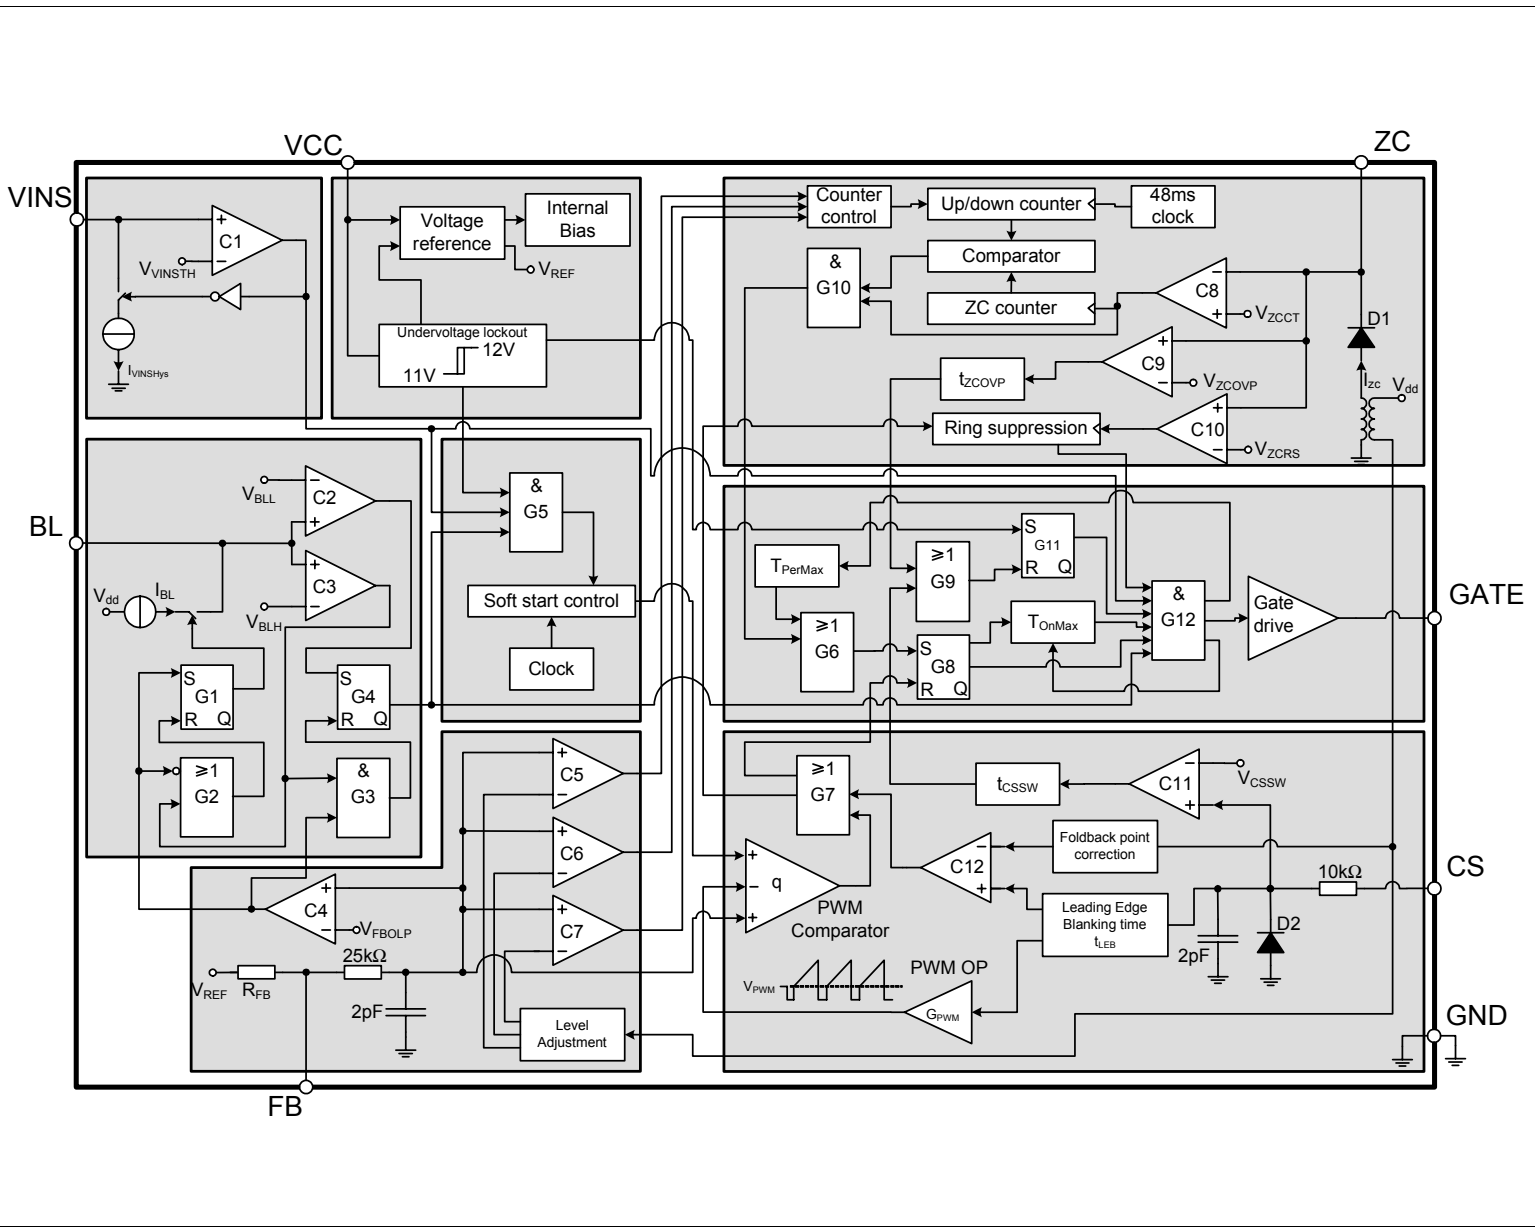 VCC
ZC
VINS
+
C1
−
VVINSTH
IVINSHys
Voltage
reference
Internal
Bias
VREF
Undervoltage lockout
12V
11V
Counter
control
Up/down counter
48ms
clock
Comparator
ZC counter
&
G10
−
C8
+
VZCCT
+
C9
−
VZCOVP
tZCOVP
Ring suppression
+
C10
−
VZCRS
D1
Izc
Vdd
BL
VBLL
−
C2
+
+
C3
−
VBLH
Vdd
IBL
S
G1
R Q
S
G4
R Q
≥1
G2
&
G3
&
G5
Soft start control
Clock
TPerMax
≥1
G9
S
G11
R Q
≥1
G6
S
G8
R Q
TOnMax
&
G12
Gate
drive
GATE
+
C5
−
+
C6
−
+
C7
−
+
C4
−
VFBOLP
VREF
RFB
25kΩ
2pF
Level
Adjustment
FB
≥1
G7
tCSSW
−
C11
+
VCSSW
+
−
q
+
PWM
Comparator
−
C12
+
Foldback point
correction
Leading Edge
Blanking time
tLEB
10kΩ
CS
2pF
D2
VPWM
PWM OP
GPWM
GND